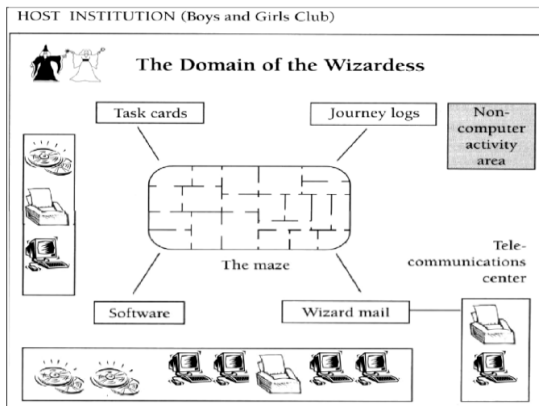 HOST INSTITUTION (Boys and Girls Club)
The Domain of the Wizardess
Task cards
Journey logs
Non-
computer
activity
area
The maze
Tele-
communications
center
Software
Wizard mail